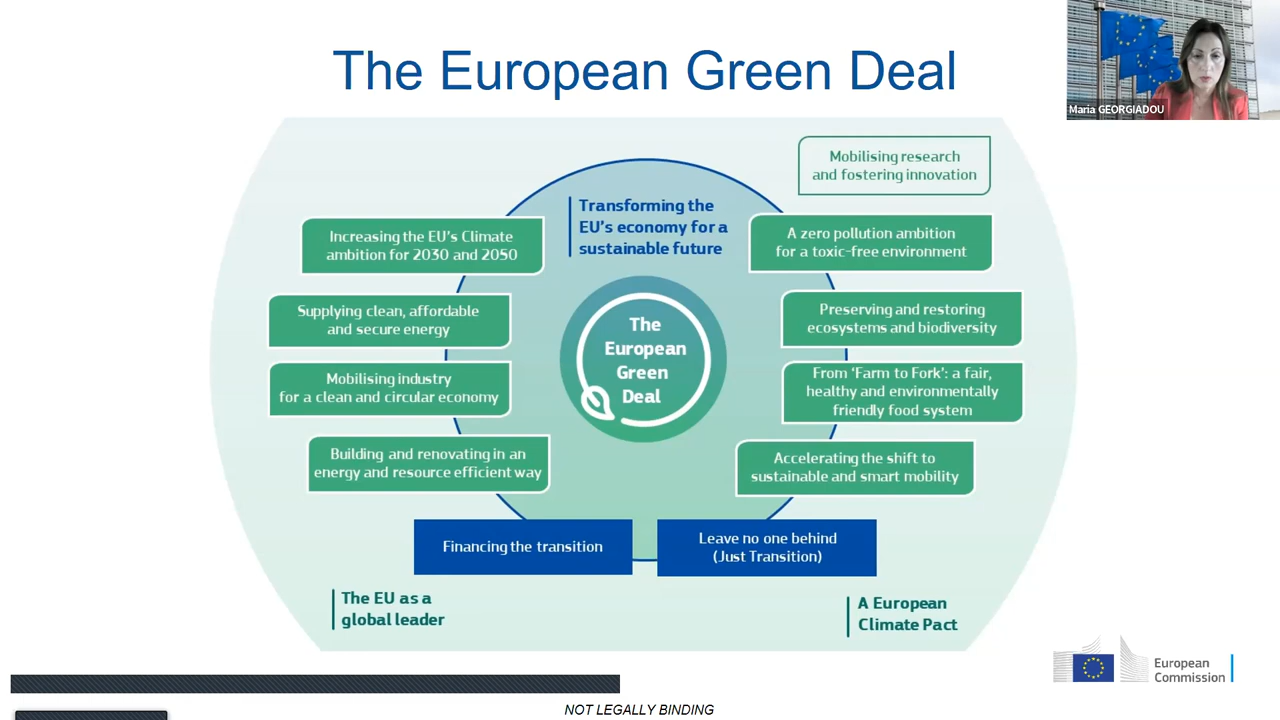 The European Green Deal
Maria GEORGIADOU
Mobilising research
and fostering innovation
Transforming the
EU's economy for a
sustainable future
Increasing the EU's Climate
ambition for 2030 and 2050
A zero pollution ambition
for a toxic-free environment
Supplying clean, affordable
and secure energy
Preserving and restoring
ecosystems and biodiversity
The
European
Green
Deal
Mobilising industry
for a clean and circular economy
From 'Farm to Fork': a fair,
healthy and environmentally
friendly food system
Building and renovating in an
energy and resource efficient way
Accelerating the shift to
sustainable and smart mobility
Financing the transition
Leave no one behind
(Just Transition)
The EU as a
global leader
A European
Climate Pact
European
Commission
NOT LEGALLY BINDING